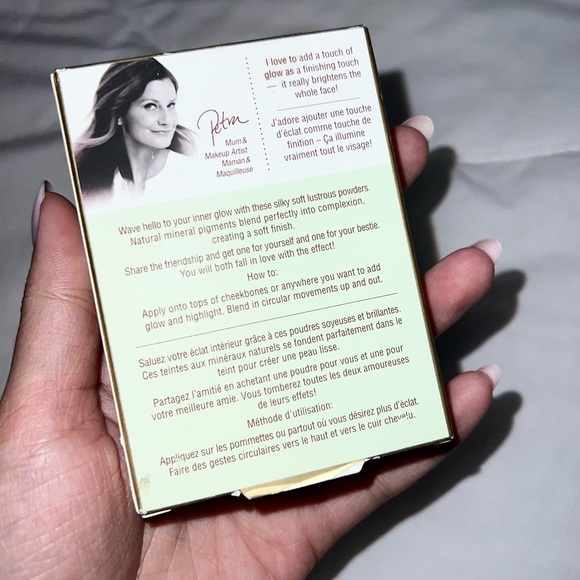 I love to add a touch of
glow as a finishing touch
— it really brightens the
whole face!
J'adore ajouter une touche
d'éclat comme touche de
finition – Ça illumine
vraiment tout le visage!
Petra
Mum &
Makeup Artist
Maman &
Maquilleuse
Wave hello to your inner glow with these silky soft lustrous powders.
Natural mineral pigments blend perfectly into complexion,
creating a soft finish.
Share the friendship and get one for yourself and one for your bestie.
You will both fall in love with the effect!
How to:
Apply onto tops of cheekbones or anywhere you want to add
glow and highlight. Blend in circular movements up and out.
Saluez votre éclat intérieur grâce à ces poudres soyeuses et brillantes.
Ces teintes aux minéraux naturels se fondent parfaitement dans le
teint pour créer une peau lisse.
Partagez l'amitié en achetant une poudre pour vous et une pour
votre meilleure amie. Vous tomberez toutes les deux amoureuses
de leurs effets!
Méthode d'utilisation:
Appliquez sur les pommettes ou partout où vous désirez plus d'éclat.
Faire des gestes circulaires vers le haut et vers le cuir chevelu.